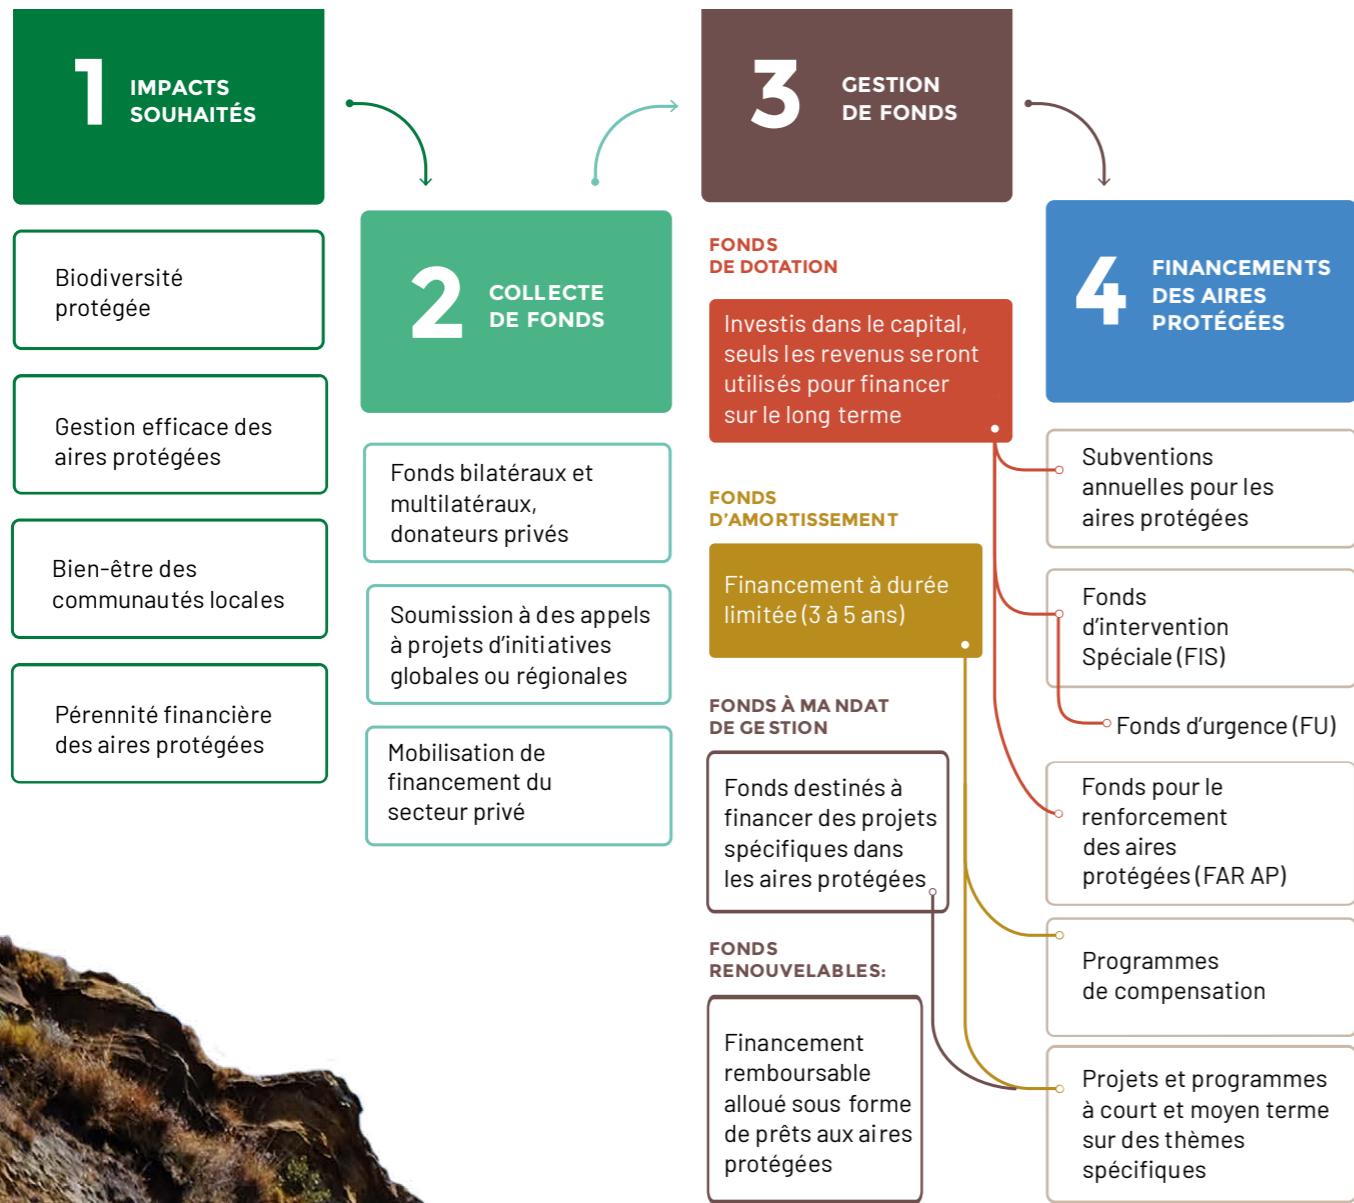 1
IMPACTS
SOUHAITÉS
Biodiversité
protégée
Gestion efficace des
aires protégées
Bien-être des
communautés locales
Pérennité financière
des aires protégées
2
COLLECTE
DE FONDS
Fonds bilatéraux et
multilatéraux,
donateurs privés
Soumission à des appels
à projets d'initiatives
globales ou régionales
Mobilisation de
financement du
secteur privé
3
GESTION
DE FONDS
FONDS
DE DOTATION
Investis dans le capital,
seuls les revenus seront
utilisés pour financer
sur le long terme
FONDS
D'AMORTISSEMENT
Financement à durée
limitée (3 à 5 ans)
FONDS À MA NDAT
DE GE STION
Fonds destinés à
financer des projets
spécifiques dans
les aires protégées
FONDS
RENOUVELABLES:
Financement
remboursable
alloué sous forme
de prêts aux aires
protégées
4
FINANCEMENTS
DES AIRES
PROTÉGÉES
Subventions
annuelles pour les
aires protégées
Fonds
d'intervention
Spéciale (FIS)
Fonds d'urgence (FU)
Fonds pour le
renforcement
des aires
protégées (FAR AP)
Programmes
de compensation
Projets et programmes
à court et moyen terme
sur des thèmes
spécifiques